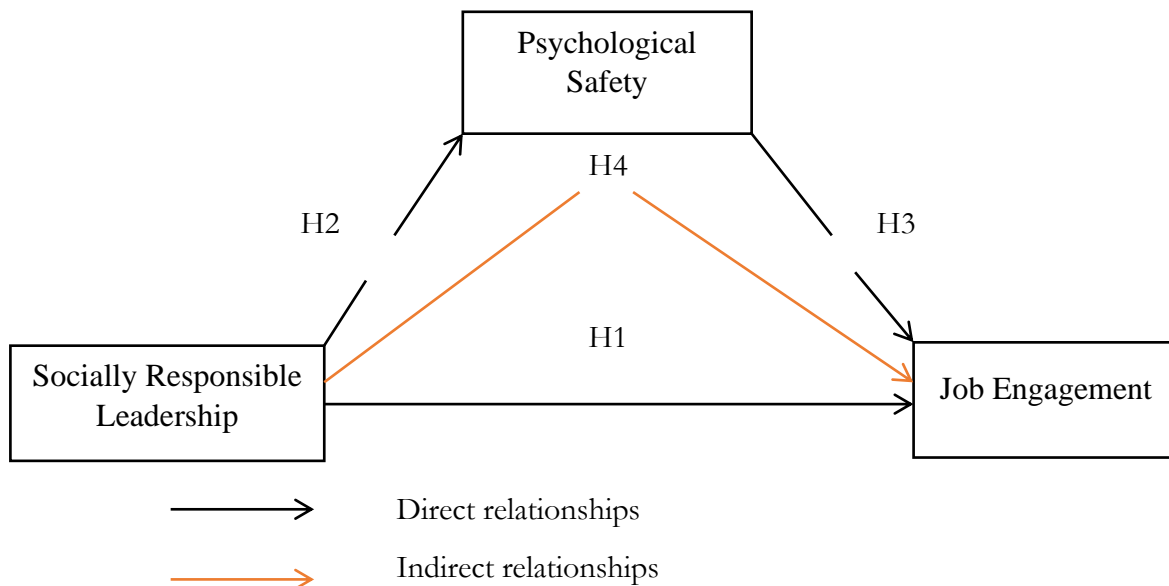 Psychological
Safety
H4
H2
H3
H1
Socially Responsible
Leadership
Job Engagement
Direct relationships
Indirect relationships